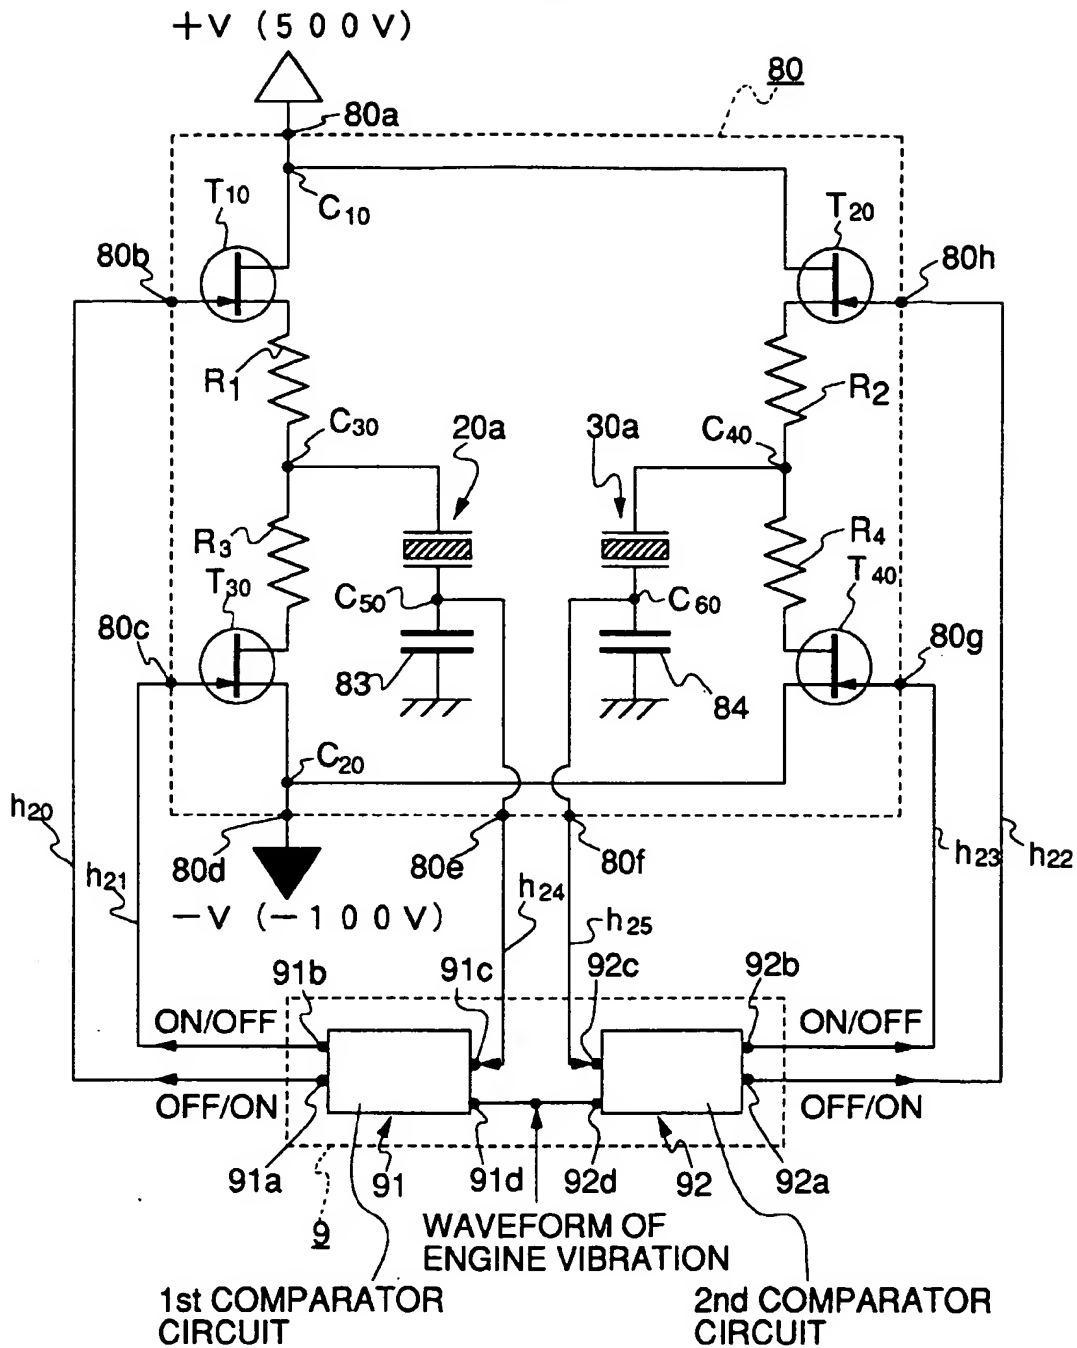 +V (500V)
80
80a
T10
C10
T20
80b
80h
R1
R2
C30
20a
30a
C40
R3
R4
T30
C50
C60
T40
80c
80g
83
84
C20
h20
h21
80d
80e
80f
h23
h22
-V (-100V)
h24
h25
91b
91c
92c
92b
ON/OFF
ON/OFF
OFF/ON
OFF/ON
91a
91
91d
92d
92
92a
9
WAVEFORM OF
ENGINE VIBRATION
1st COMPARATOR
CIRCUIT
2nd COMPARATOR
CIRCUIT